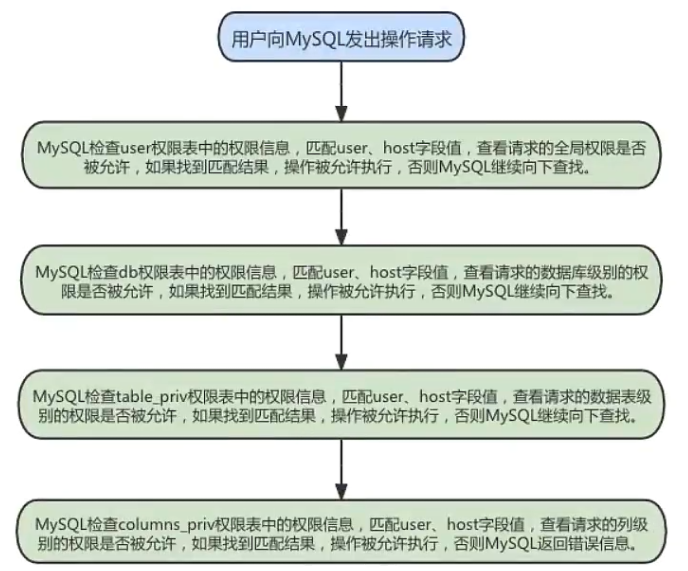 用户向MySQL发出操作请求
MySQL检查user权限表中的权限信息，匹配user、host字段值，查看请求的全局权限是否
被允许，如果找到匹配结果，操作被允许执行，否则MySQL继续向下查找。
MySQL检查db权限表中的权限信息，匹配user、host字段值，查看请求的数据库级别的权
限是否被允许，如果找到匹配结果，操作被允许执行，否则MySQL继续向下查找。
MySQL检查table_priv权限表中的权限信息，匹配user、host字段值，查看请求的数据表级
别的权限是否被允许，如果找到匹配结果，操作被允许执行，否则MySQL继续向下查找。
MySQL检查columns_priv权限表中的权限信息，匹配user、host字段值，查看请求的列级
别的权限是否被允许，如果找到匹配结果，操作被允许执行，否则MySQL返回错误信息。